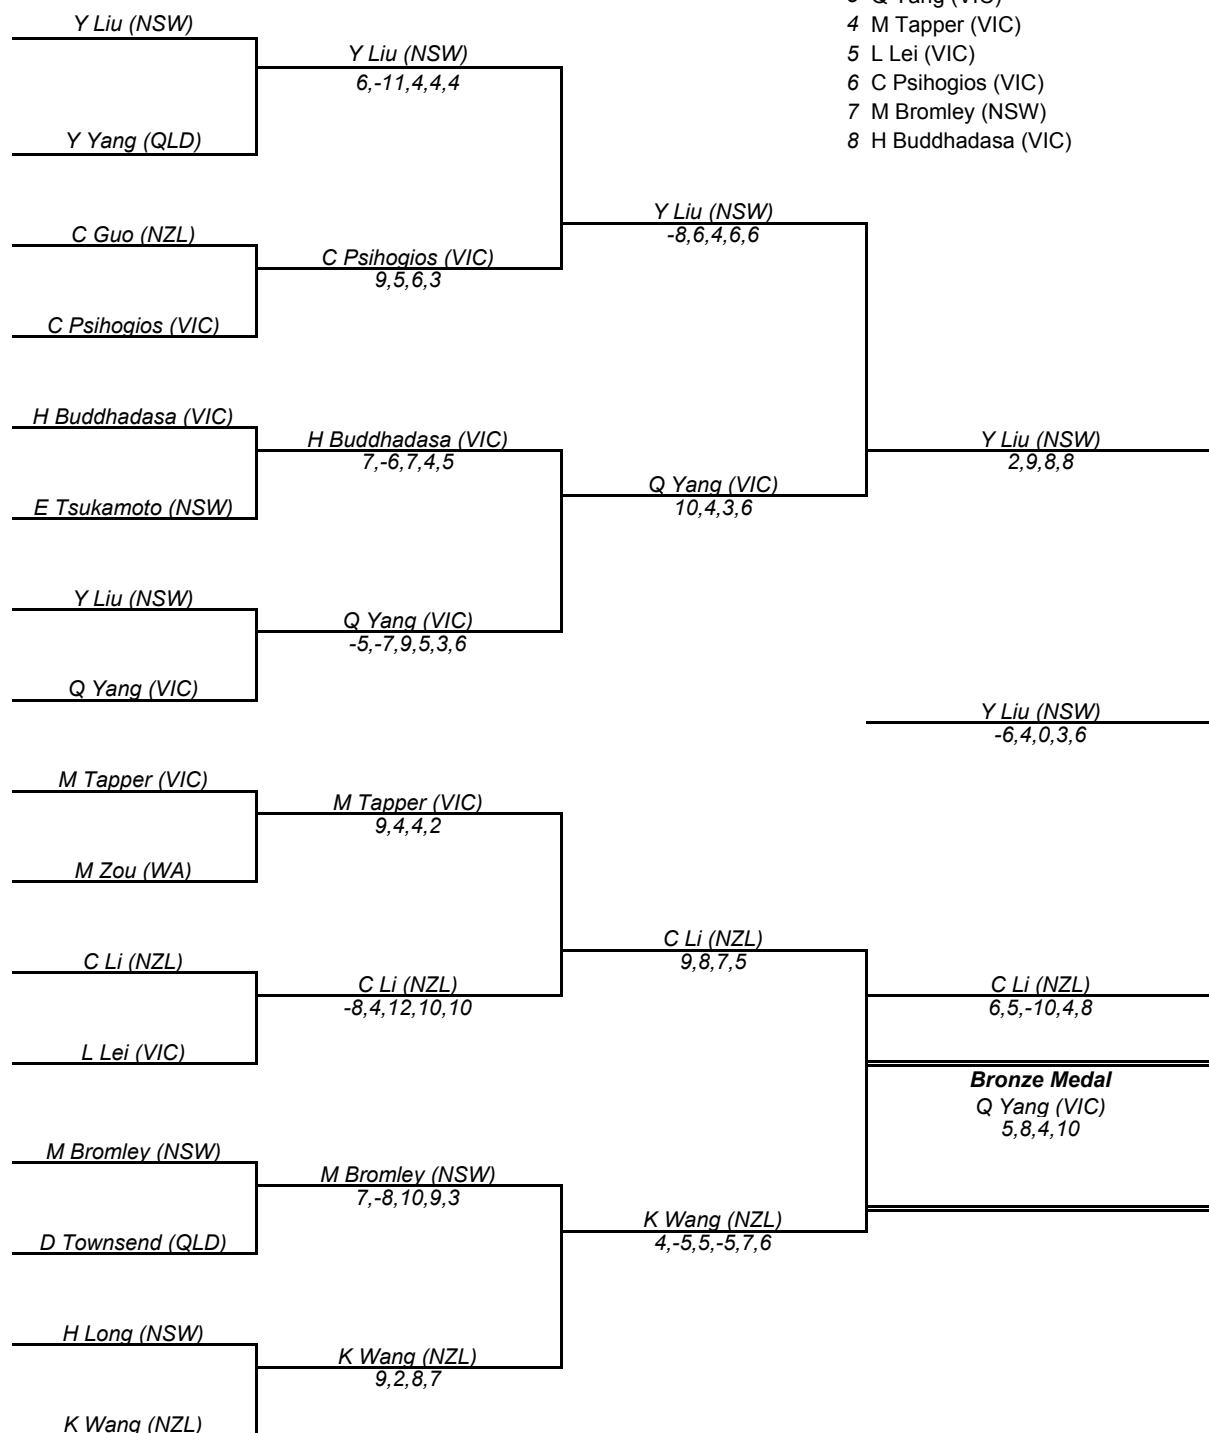 Y Liu (NSW)
4 M Tapper (VIC)
5 L Lei (VIC)
6 C Psihogios (VIC)
7 M Bromley (NSW)
8 H Buddhadasa (VIC)
Y Liu (NSW)
6,-11,4,4,4
Y Yang (QLD)
Y Liu (NSW)
-8,6,4,6,6
C Guo (NZL)
C Psihogios (VIC)
9,5,6,3
C Psihogios (VIC)
H Buddhadasa (VIC)
H Buddhadasa (VIC)
7,-6,7,4,5
Y Liu (NSW)
2,9,8,8
Q Yang (VIC)
10,4,3,6
E Tsukamoto (NSW)
Y Liu (NSW)
Q Yang (VIC)
-5,-7,9,5,3,6
Q Yang (VIC)
Y Liu (NSW)
-6,4,0,3,6
M Tapper (VIC)
M Tapper (VIC)
9,4,4,2
M Zou (WA)
C Li (NZL)
9,8,7,5
C Li (NZL)
C Li (NZL)
-8,4,12,10,10
C Li (NZL)
6,5,-10,4,8
L Lei (VIC)
Bronze Medal
Q Yang (VIC)
5,8,4,10
M Bromley (NSW)
M Bromley (NSW)
7,-8,10,9,3
K Wang (NZL)
4,-5,5,-5,7,6
D Townsend (QLD)
H Long (NSW)
K Wang (NZL)
9,2,8,7
K Wang (NZL)